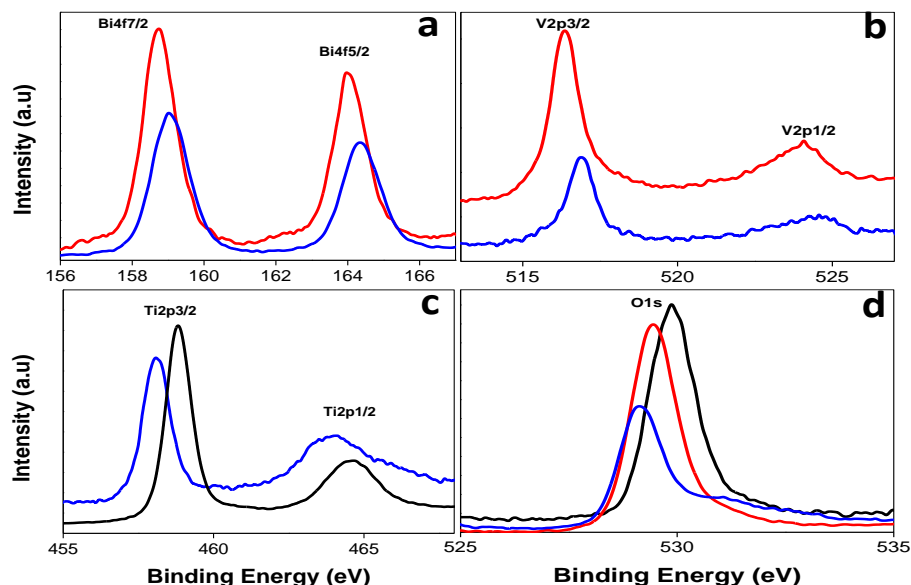 Bi4f7/2
Bi4f5/2
a
V2p3/2
V2p1/2
b
Intensity (a.u)
156 158 160 162 164 166
515 520 525
Ti2p3/2
Ti2p1/2
c
O1s
d
Intensity (a.u)
455 460 465
525 530 535
Binding Energy (eV)
Binding Energy (eV)